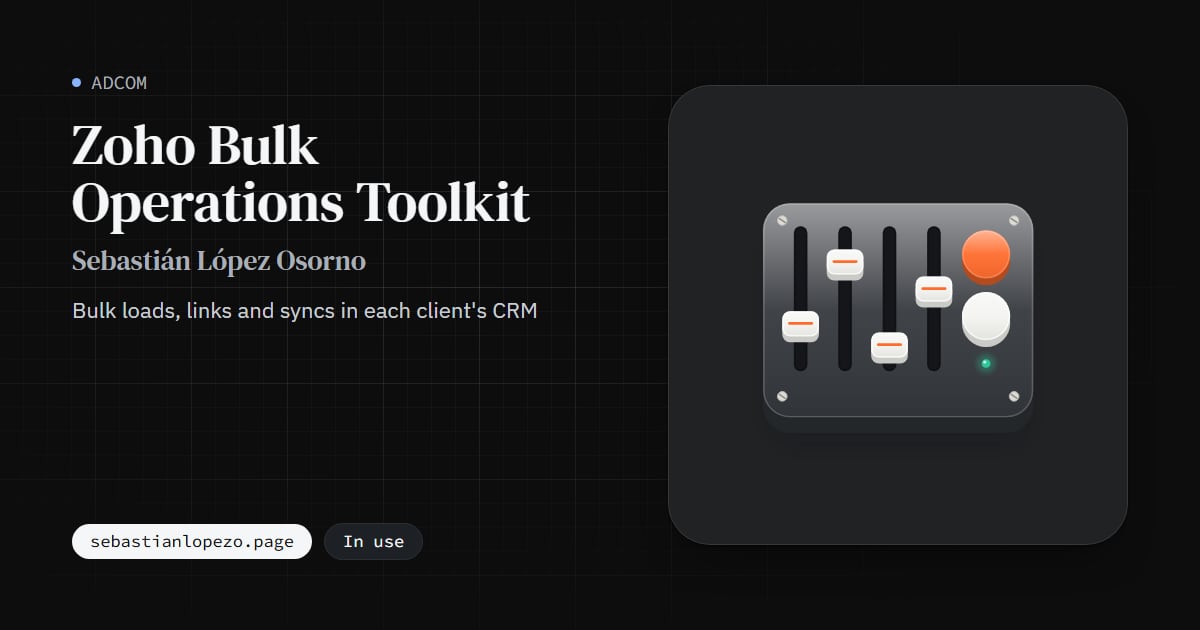 ADCOM
Zoho Bulk
Operations Toolkit
Sebastián López Osorno
Bulk loads, links and syncs in each client's CRM
sebastianlopezo.page
In use